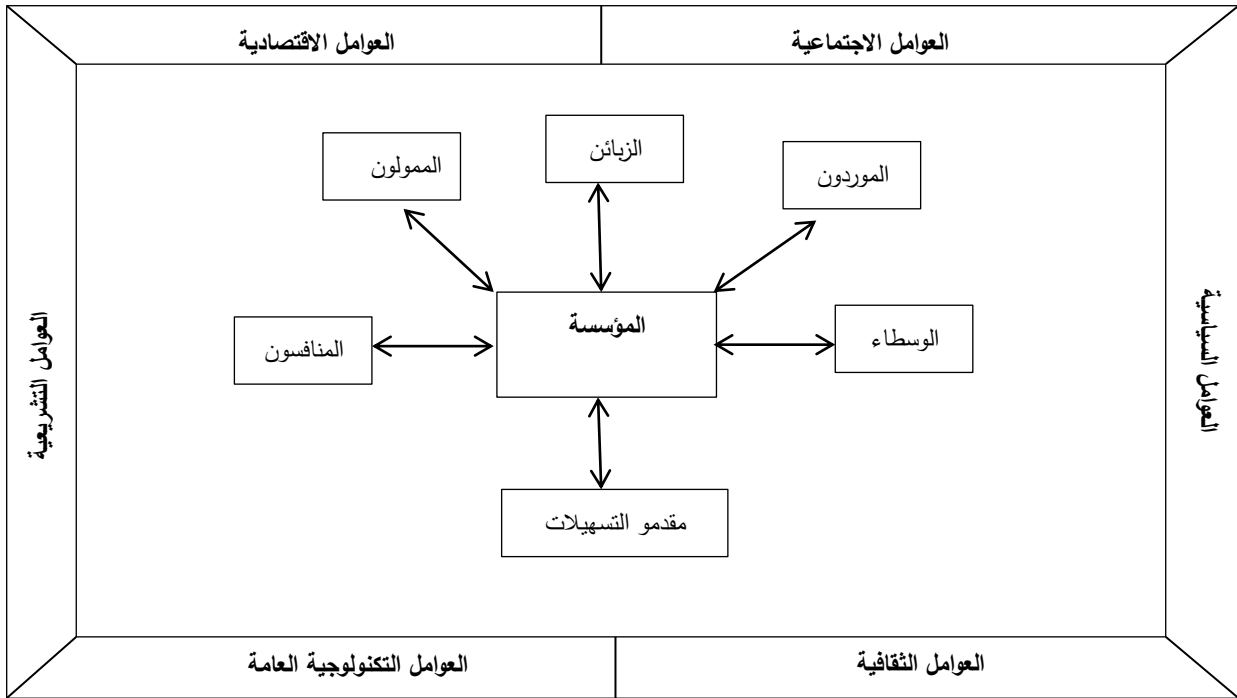 العوامل الاجتماعية
العوامل الاقتصادية
الزبائن
الموردون
الممولون
المؤسسة
الوسطاء
المنافسون
مقدمو التسهيلات
العوامل السياسية
العوامل التشريعية
العوامل الثقافية
العوامل التكنولوجية العامة